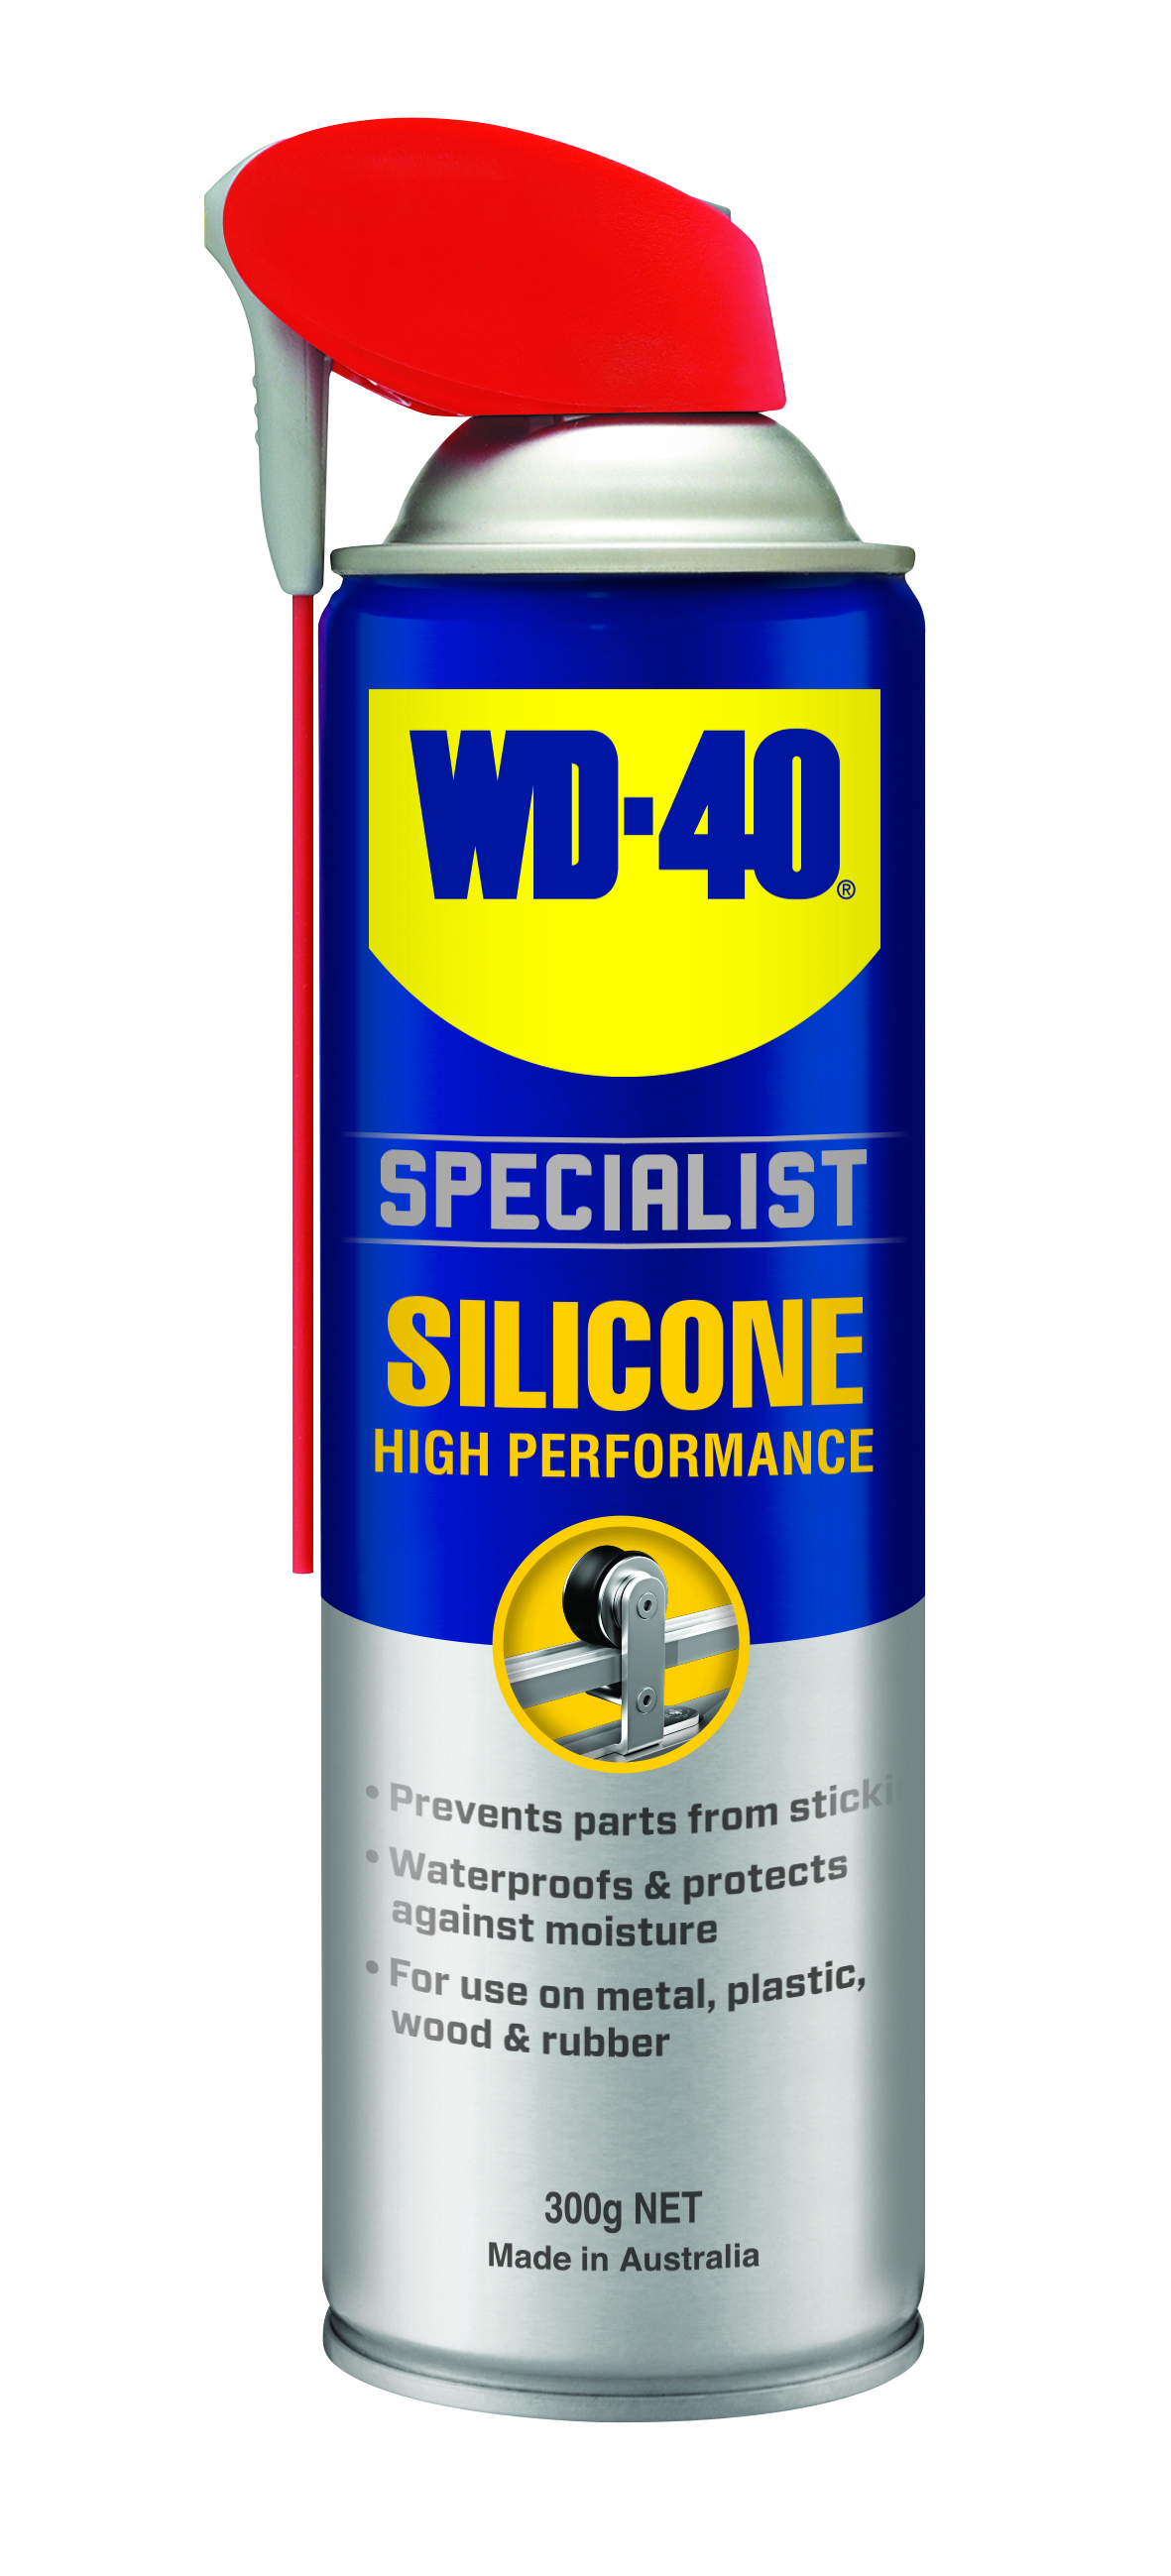 WD-40®
SPECIALIST
SILICONE
HIGH PERFORMANCE
• Prevents parts from sticki
• Waterproofs & protects
against moisture
• For use on metal, plastic,
wood & rubber
300g NET
Made in Australia